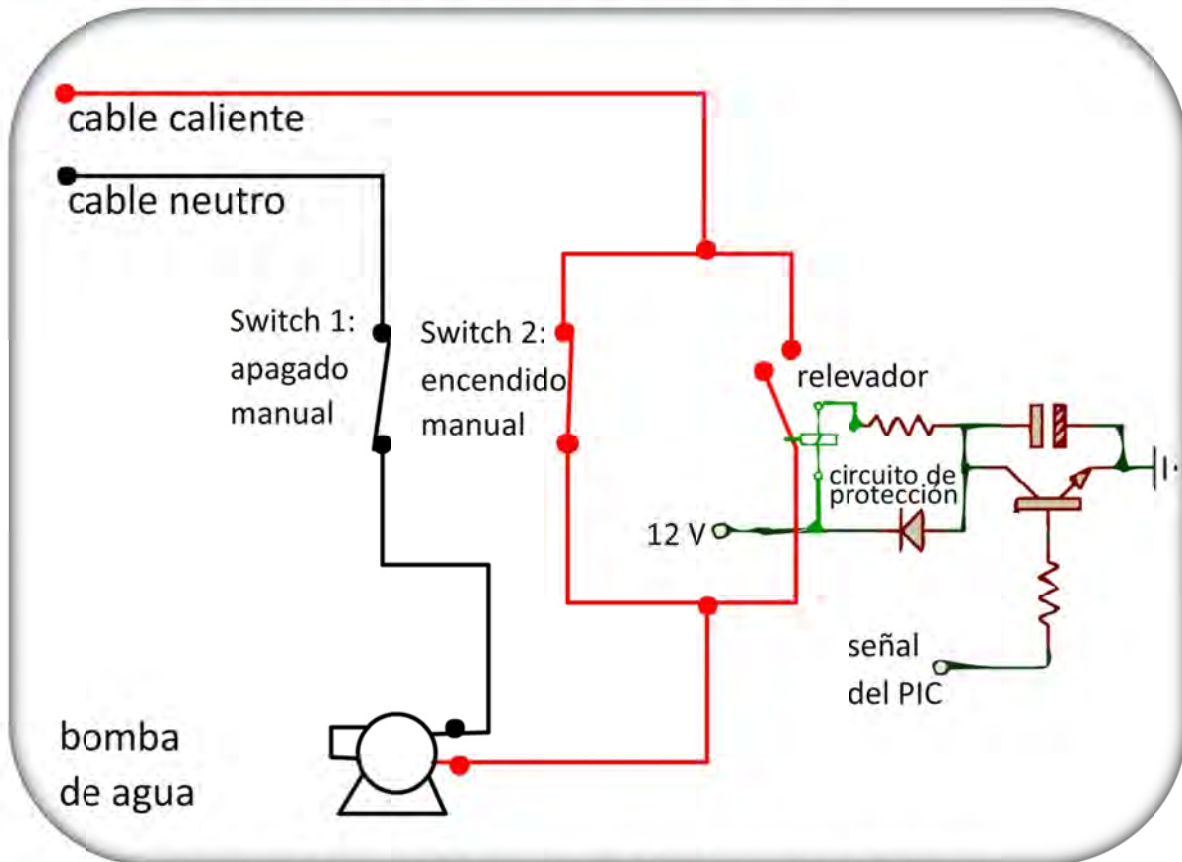 cable caliente
cable neutro
Switch 1:
apagado
manual
Switch 2:
encendido
manual
relevador
circuito de
protección
12 V
señal
del PIC
bomba
de agua